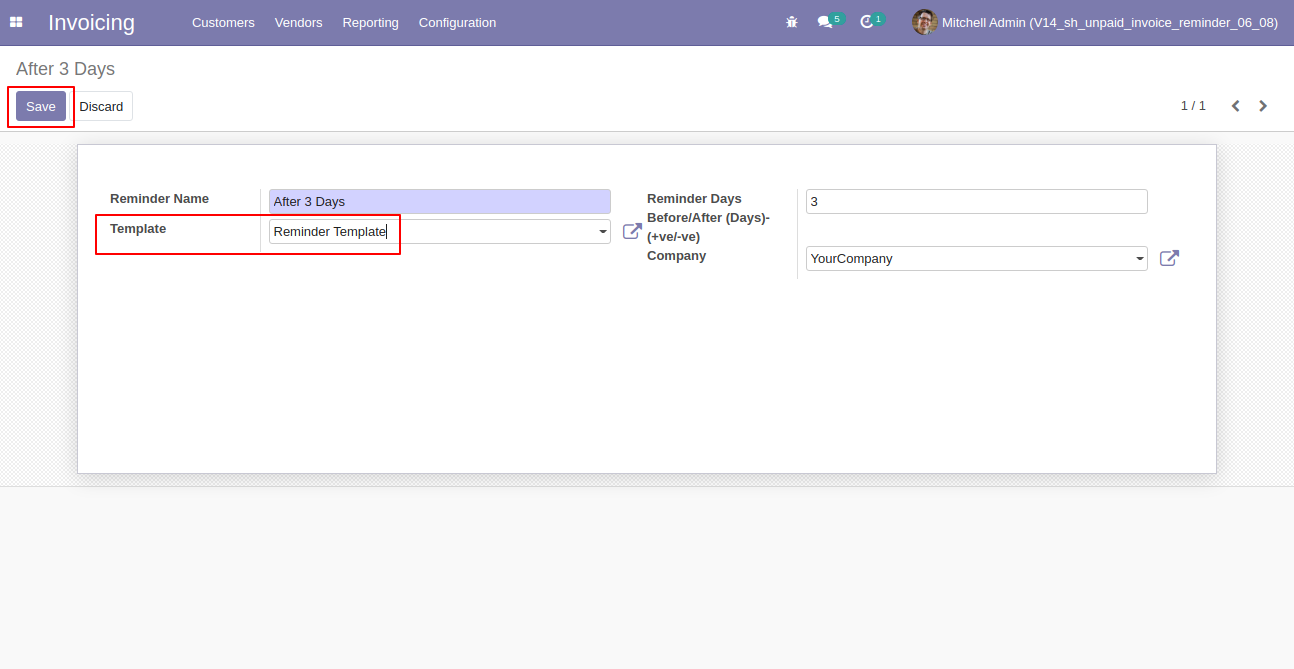 Invoicing
Customers
Vendors
Reporting
Configuration
5
1
Mitchell Admin (V14_sh_unpaid_invoice_reminder_06_08)
After 3 Days
Save
Discard
1 / 1
Reminder Name
After 3 Days
Template
Reminder Template
Reminder Days
Before/After (Days)-
(+ve/-ve)
3
Company
YourCompany